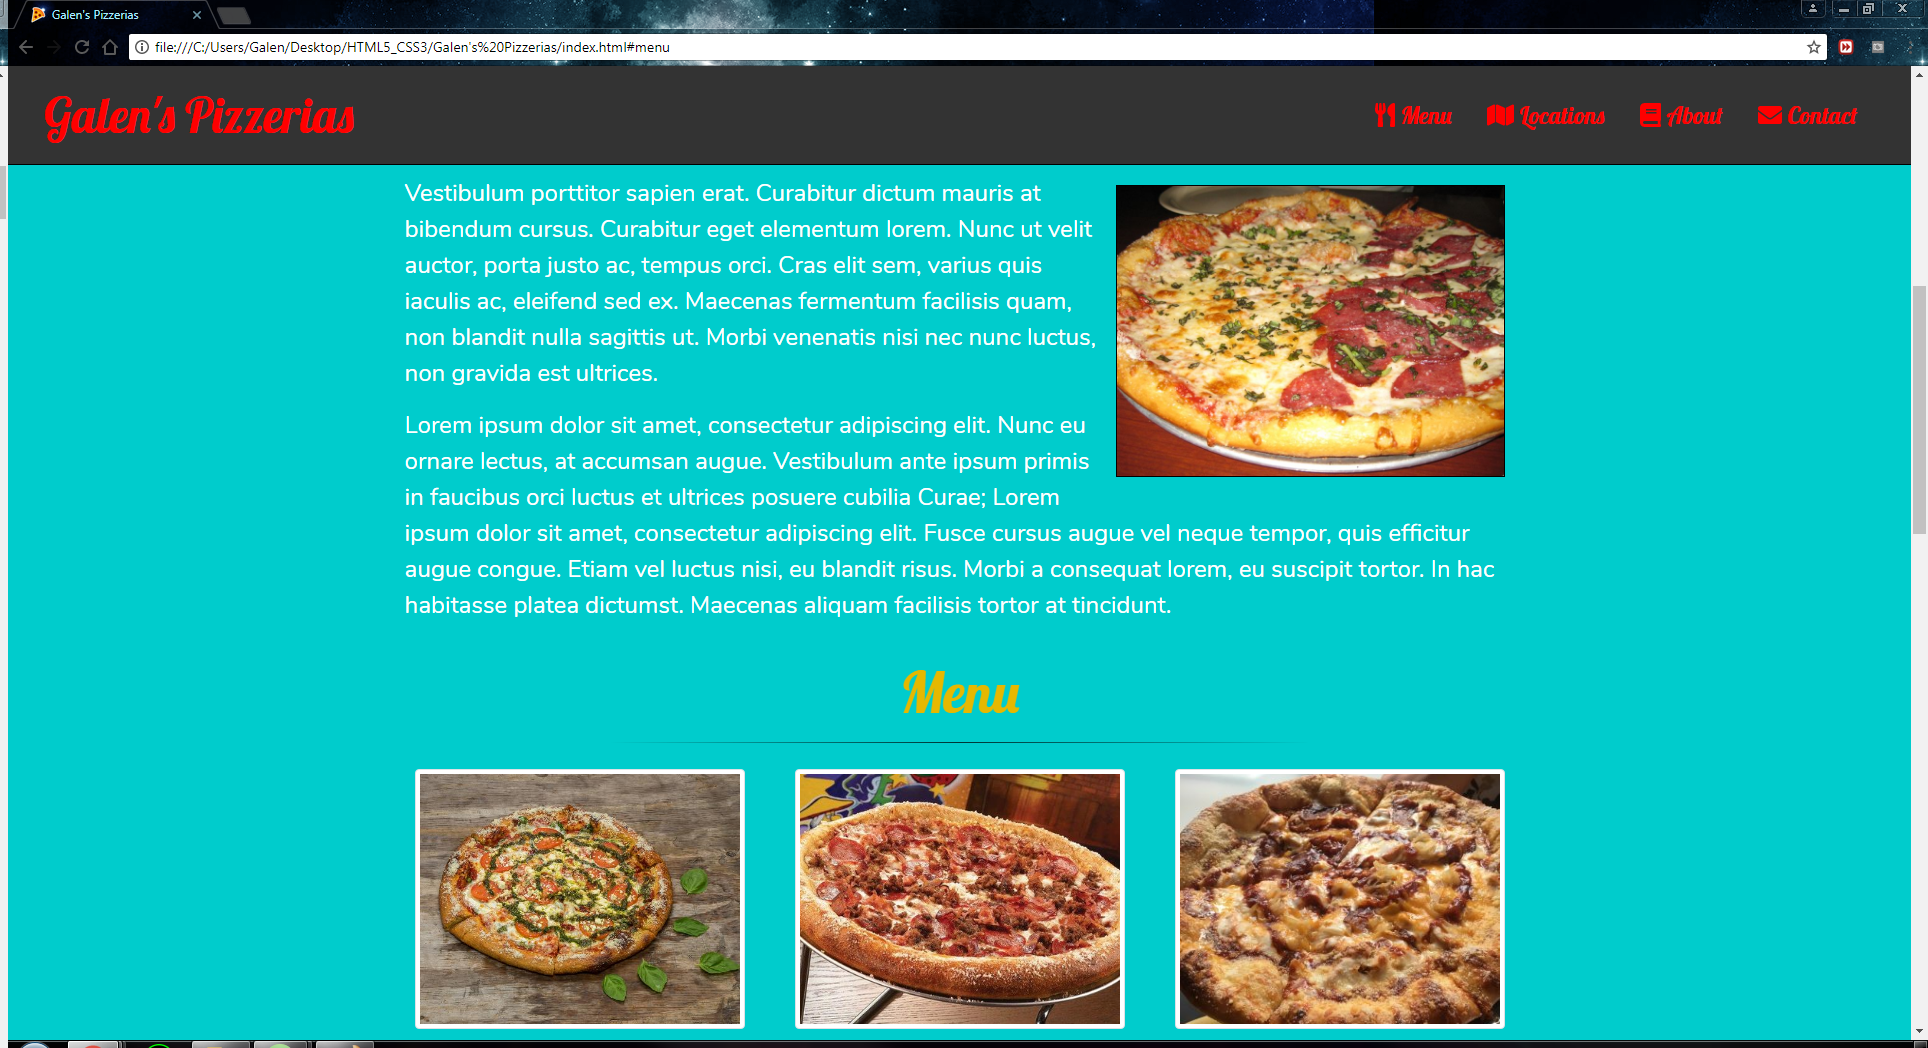 Galen's Pizzerias
file:///C:/Users/Galen/Desktop/HTML5_CSS3/Galen's%20Pizzerias/index.html#menu
Galen's Pizzerias
Menu
Locations
About
Contact
Vestibulum porttitor sapien erat. Curabitur dictum mauris at
bibendum cursus. Curabitur eget elementum lorem. Nunc ut velit
auctor, porta justo ac, tempus orci. Cras elit sem, varius quis
iaculis ac, eleifend sed ex. Maecenas fermentum facilisis quam,
non blandit nulla sagittis ut. Morbi venenatis nisi nec nunc luctus,
non gravida est ultrices.
Lorem ipsum dolor sit amet, consectetur adipiscing elit. Nunc eu
ornare lectus, at accumsan augue. Vestibulum ante ipsum primis
in faucibus orci luctus et ultrices posuere cubilia Curae; Lorem
ipsum dolor sit amet, consectetur adipiscing elit. Fusce cursus augue vel neque tempor, quis efficitur
augue congue. Etiam vel luctus nisi, eu blandit risus. Morbi a consequat lorem, eu suscipit tortor. In hac
habitasse platea dictumst. Maecenas aliquam facilisis tortor at tincidunt.
Menu